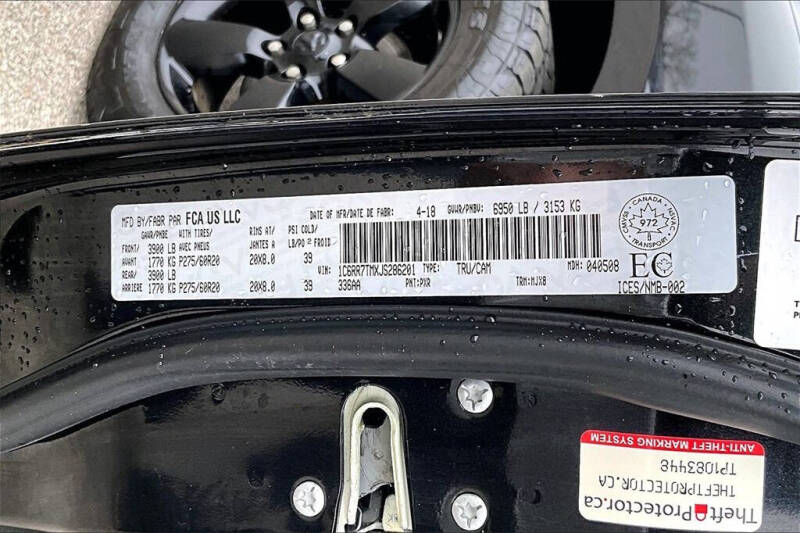 MFD BY/FABR PAR FCA US LLC
DATE OF MFR/DATE DE FABR: 4-18 GVWR/PNBV: 6950 LB / 3153 KG
GAWR/PNBE WITH TIRES/ RIMS AT/ PSI COLD/
FRONT/ 3900 LB AVEC PNEUS JANTES A LB/PO² FROID
AVANT 1770 KG P275/60R20 20X8.0 39
REAR/ 3900 LB
ARRIERE 1770 KG P275/60R20 20X8.0 39
VIN: 1C6RR7TMXJS286201 TYPE: TRU/CAM MDH: 040508
336AA PNT:PXR TRM:MJX8
CANADA
CMVSS NSVAC
972
TRANSPORT
EC
ICES/NMB-002
ANTI-THEFT MARKING SYSTEM
TP1083448
THEFTPROTECTOR.CA
TheftProtector.ca